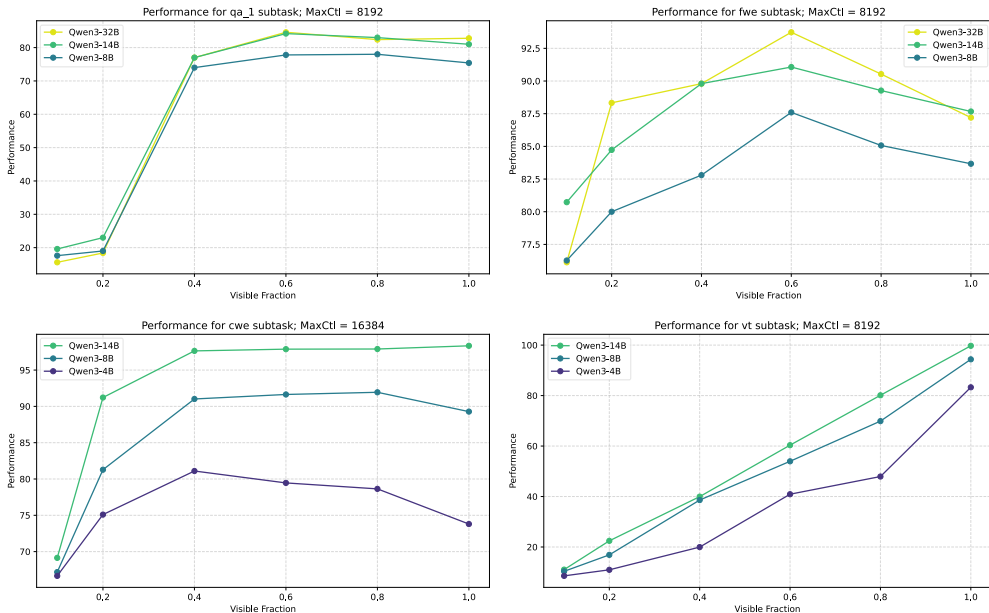 Performance for qa_1 subtask; MaxCtl = 8192
Qwen3-32B
Qwen3-14B
Qwen3-8B
Performance
80
70
60
50
40
30
20
0.2
0.4
0.6
0.8
1.0
Visible Fraction
Performance for fwe subtask; MaxCtl = 8192
Qwen3-32B
Qwen3-14B
Qwen3-8B
Performance
92.5
90.0
87.5
85.0
82.5
80.0
77.5
0.2
0.4
0.6
0.8
1.0
Visible Fraction
Performance for cwe subtask; MaxCtl = 16384
Qwen3-14B
Qwen3-8B
Qwen3-4B
Performance
95
90
85
80
75
70
0.2
0.4
0.6
0.8
1.0
Visible Fraction
Performance for vt subtask; MaxCtl = 8192
Qwen3-14B
Qwen3-8B
Qwen3-4B
Performance
100
80
60
40
20
0.2
0.4
0.6
0.8
1.0
Visible Fraction